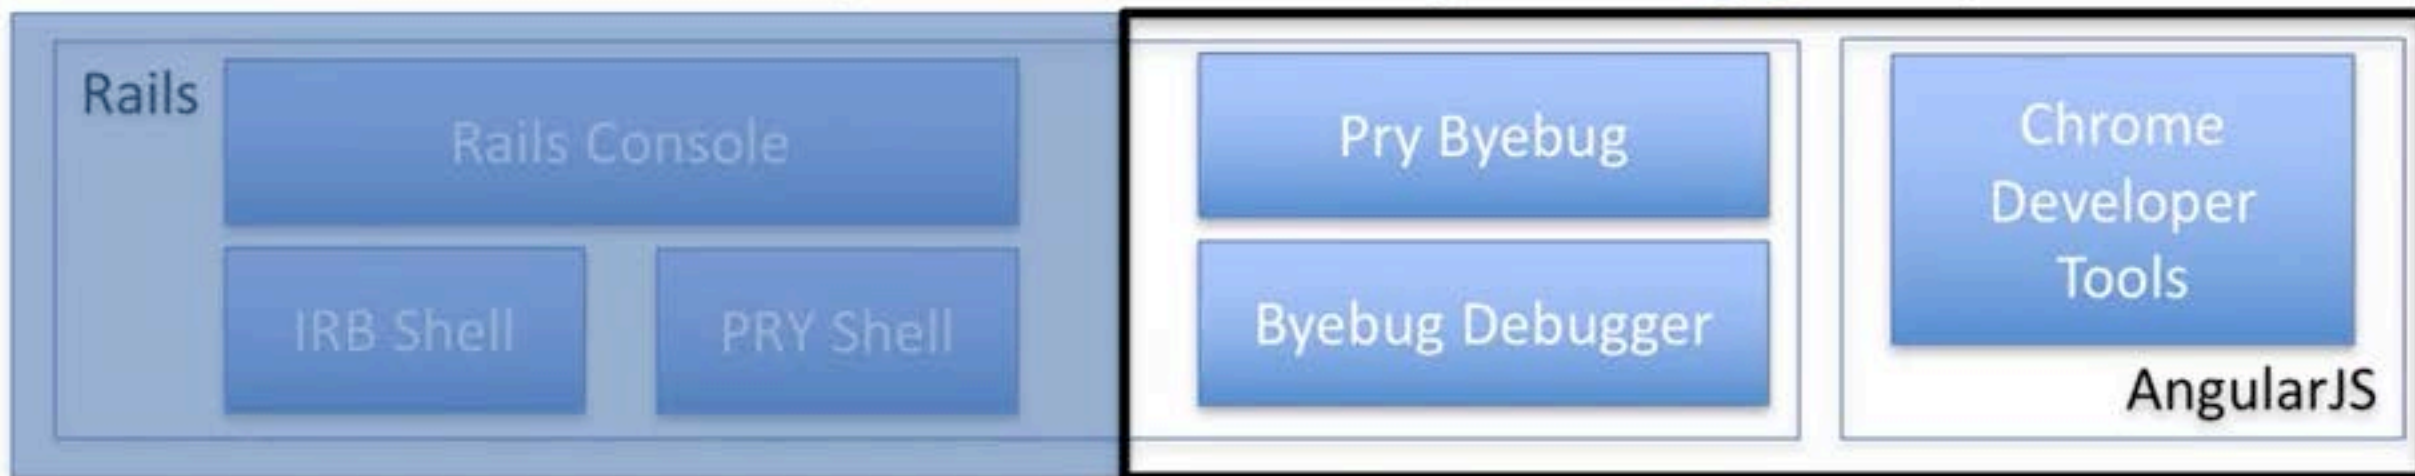 Rails
Rails Console
IRB Shell
PRY Shell
Pry Byebug
Byebug Debugger
Chrome
Developer
Tools
AngularJS